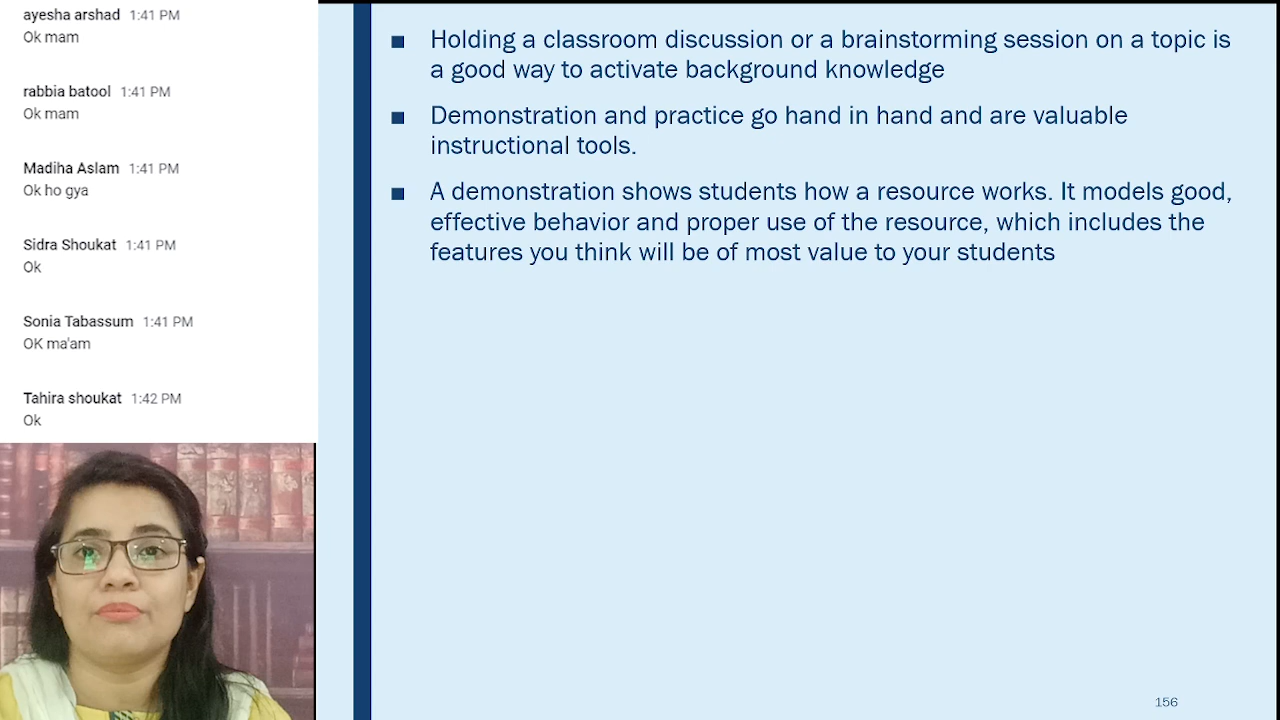 ayesha arshad 1:41 PM
Ok mam
rabbia batool 1:41 PM
Ok mam
Madiha Aslam 1:41 PM
Ok ho gya
Sidra Shoukat 1:41 PM
Ok
Sonia Tabassum 1:41 PM
OK ma'am
Tahira shoukat 1:42 PM
Ok
■ Holding a classroom discussion or a brainstorming session on a topic is
a good way to activate background knowledge
■ Demonstration and practice go hand in hand and are valuable
instructional tools.
■ A demonstration shows students how a resource works. It models good,
effective behavior and proper use of the resource, which includes the
features you think will be of most value to your students
156